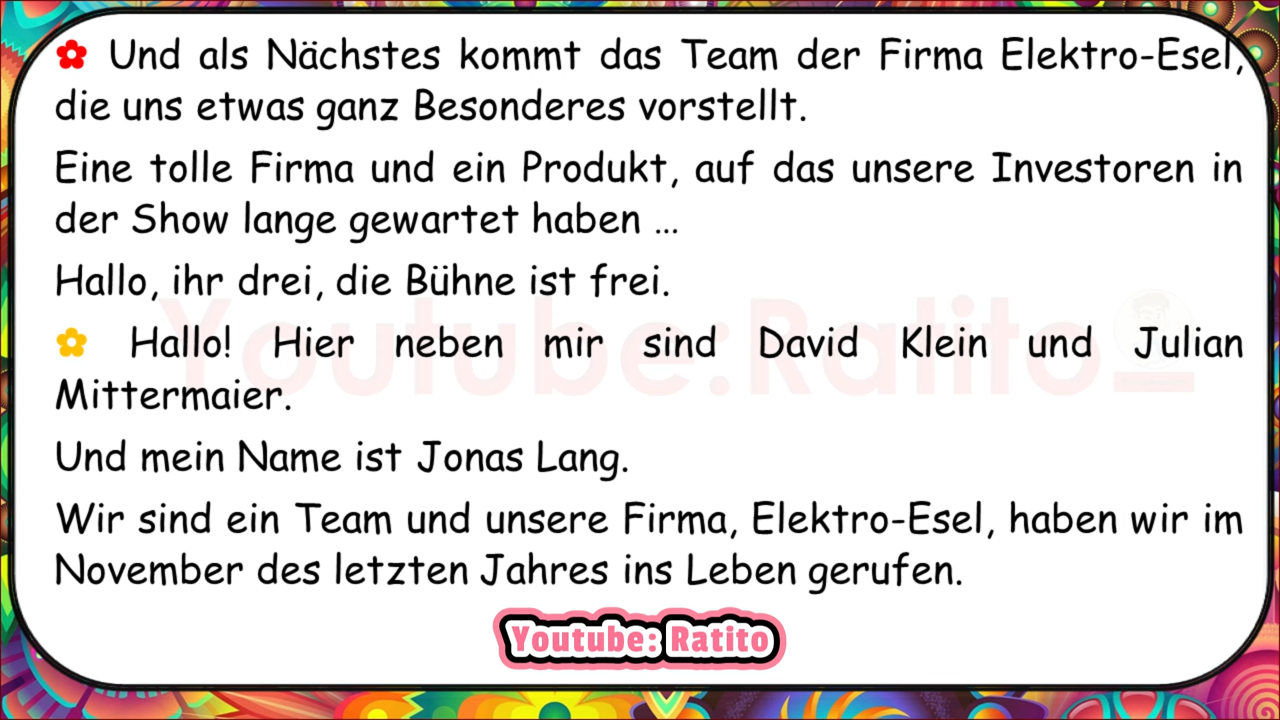 ✿ Und als Nächstes kommt das Team der Firma Elektro-Esel,
die uns etwas ganz Besonderes vorstellt.
Eine tolle Firma und ein Produkt, auf das unsere Investoren in
der Show lange gewartet haben ...
Hallo, ihr drei, die Bühne ist frei.
✿ Hallo! Hier neben mir sind David Klein und Julian
Mittermaier.
Youtube:Ratito
Und mein Name ist Jonas Lang.
Wir sind ein Team und unsere Firma, Elektro-Esel, haben wir im
November des letzten Jahres ins Leben gerufen.
Youtube: Ratito